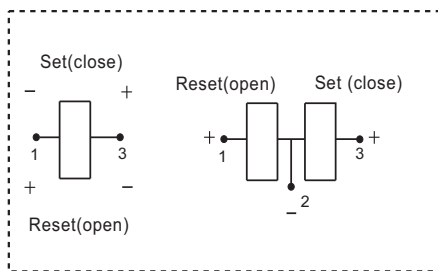 Set(close)
− +
1 3
+ −
Reset(open)
Reset(open) Set (close)
+ 1 3 +
2
−